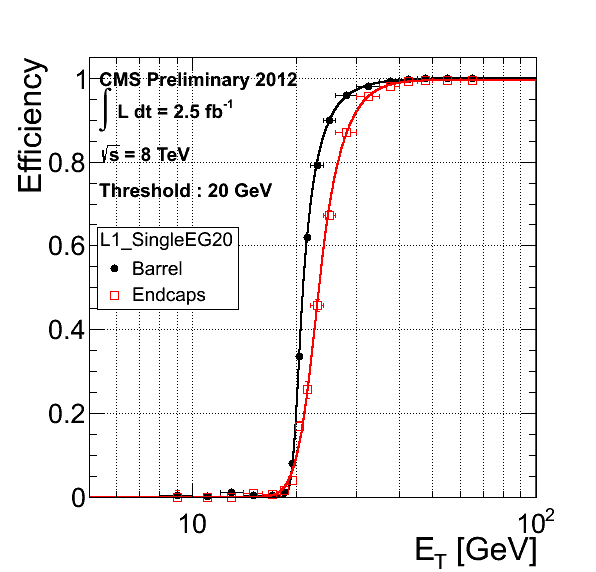 Efficiency
1
0.8
0.6
0.4
0.2
0
CMS Preliminary 2012
∫ L dt = 2.5 fb⁻¹
√s = 8 TeV
Threshold : 20 GeV
L1_SingleEG20
Barrel
Endcaps
10
10²
E_T [GeV]